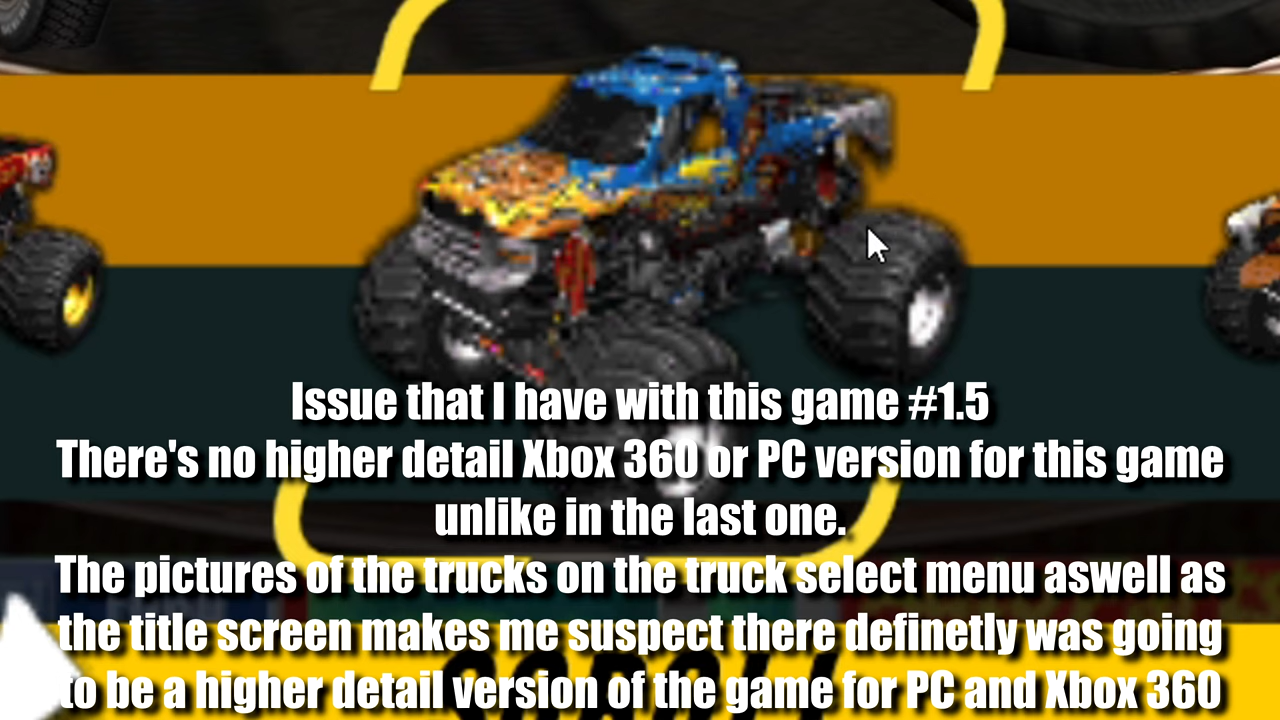 Issue that I have with this game #1.5
There's no higher detail Xbox 360 or PC version for this game
unlike in the last one.
The pictures of the trucks on the truck select menu aswell as
the title screen makes me suspect there definetly was going
to be a higher detail version of the game for PC and Xbox 360